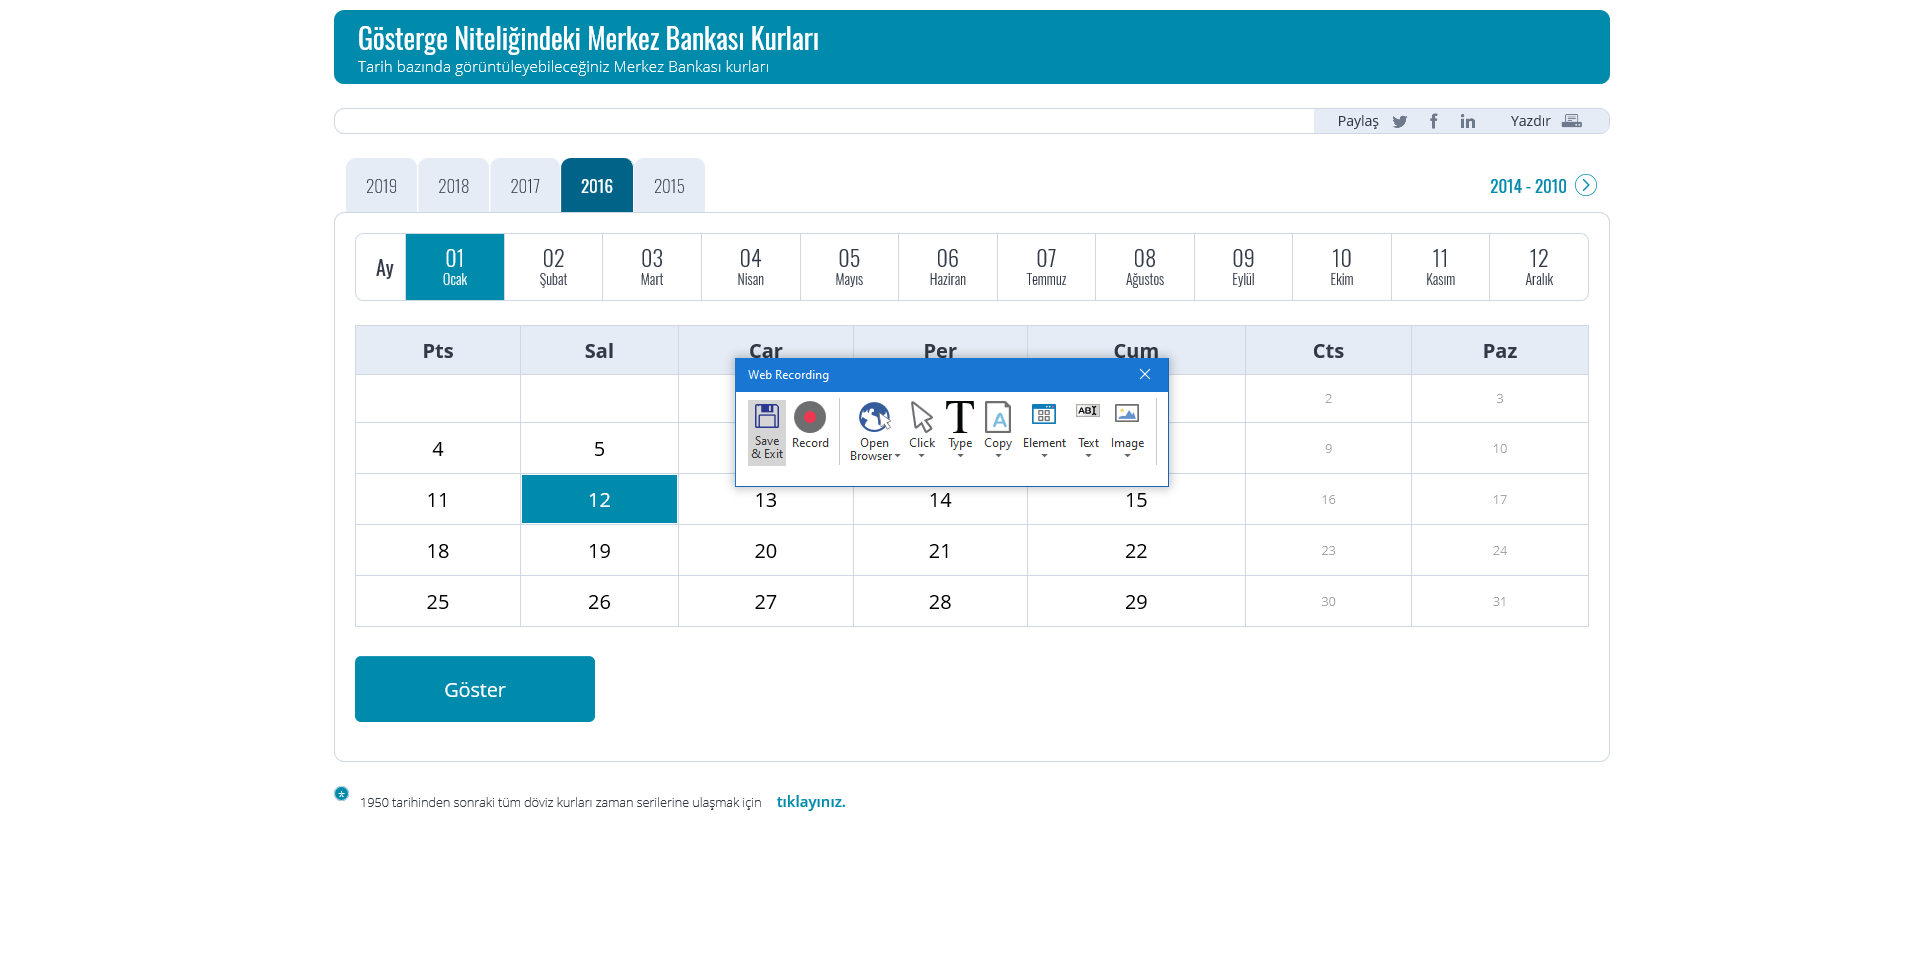 Gösterge Niteliğindeki Merkez Bankası Kurları
Tarih bazında görüntüleyebileceğiniz Merkez Bankası kurları
Paylaş Yazdır
2019 2018 2017 2016 2015 2014 - 2010
Ay 01 02 03 04 05 06 07 08 09 10 11 12
Ocak Şubat Mart Nisan Mayıs Haziran Temmuz Ağustos Eylül Ekim Kasım Aralık
Pts Sal Car Per Cum Cts Paz
Web Recording
2 3
Save & Exit
Record
Open Browser
Click
Type
Copy
Element
Text
Image
4 5 9 10
11 12 13 14 15 16 17
18 19 20 21 22 23 24
25 26 27 28 29 30 31
Göster
1950 tarihinden sonraki tüm döviz kurları zaman serilerine ulaşmak için tıklayınız.